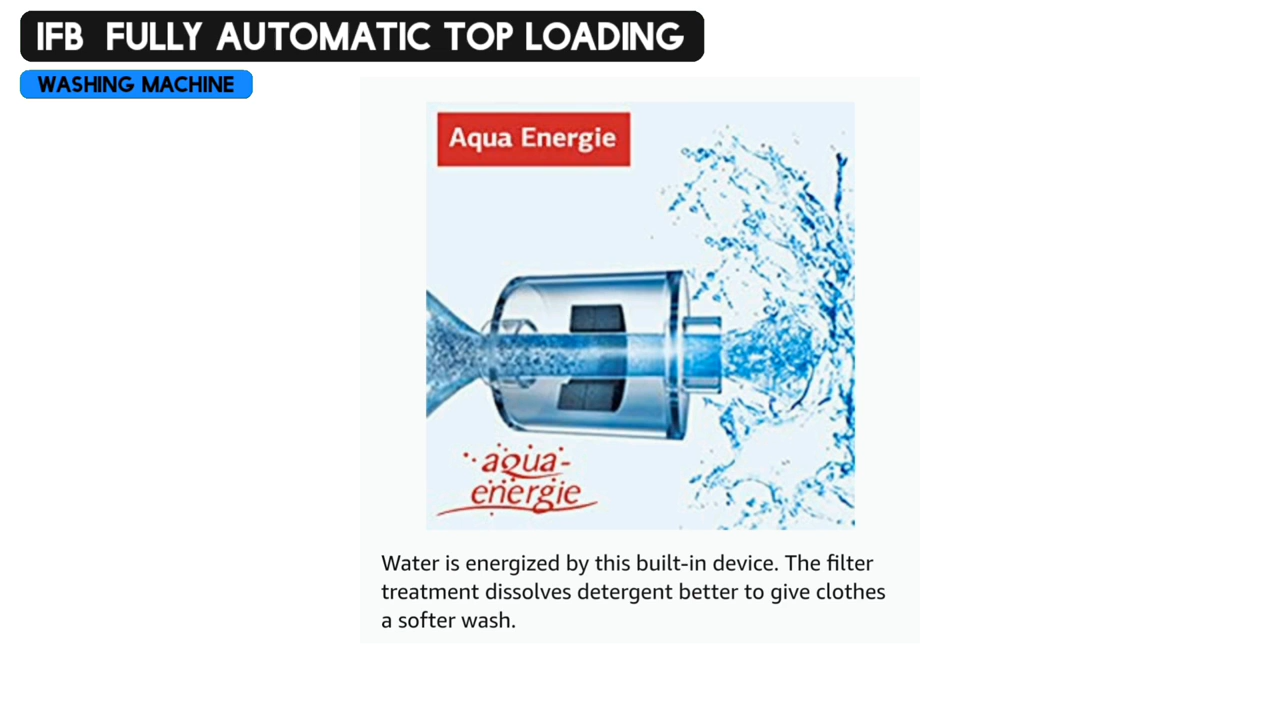 IFB FULLY AUTOMATIC TOP LOADING
WASHING MACHINE
Aqua Energie
aqua-
energie
Water is energized by this built-in device. The filter
treatment dissolves detergent better to give clothes
a softer wash.